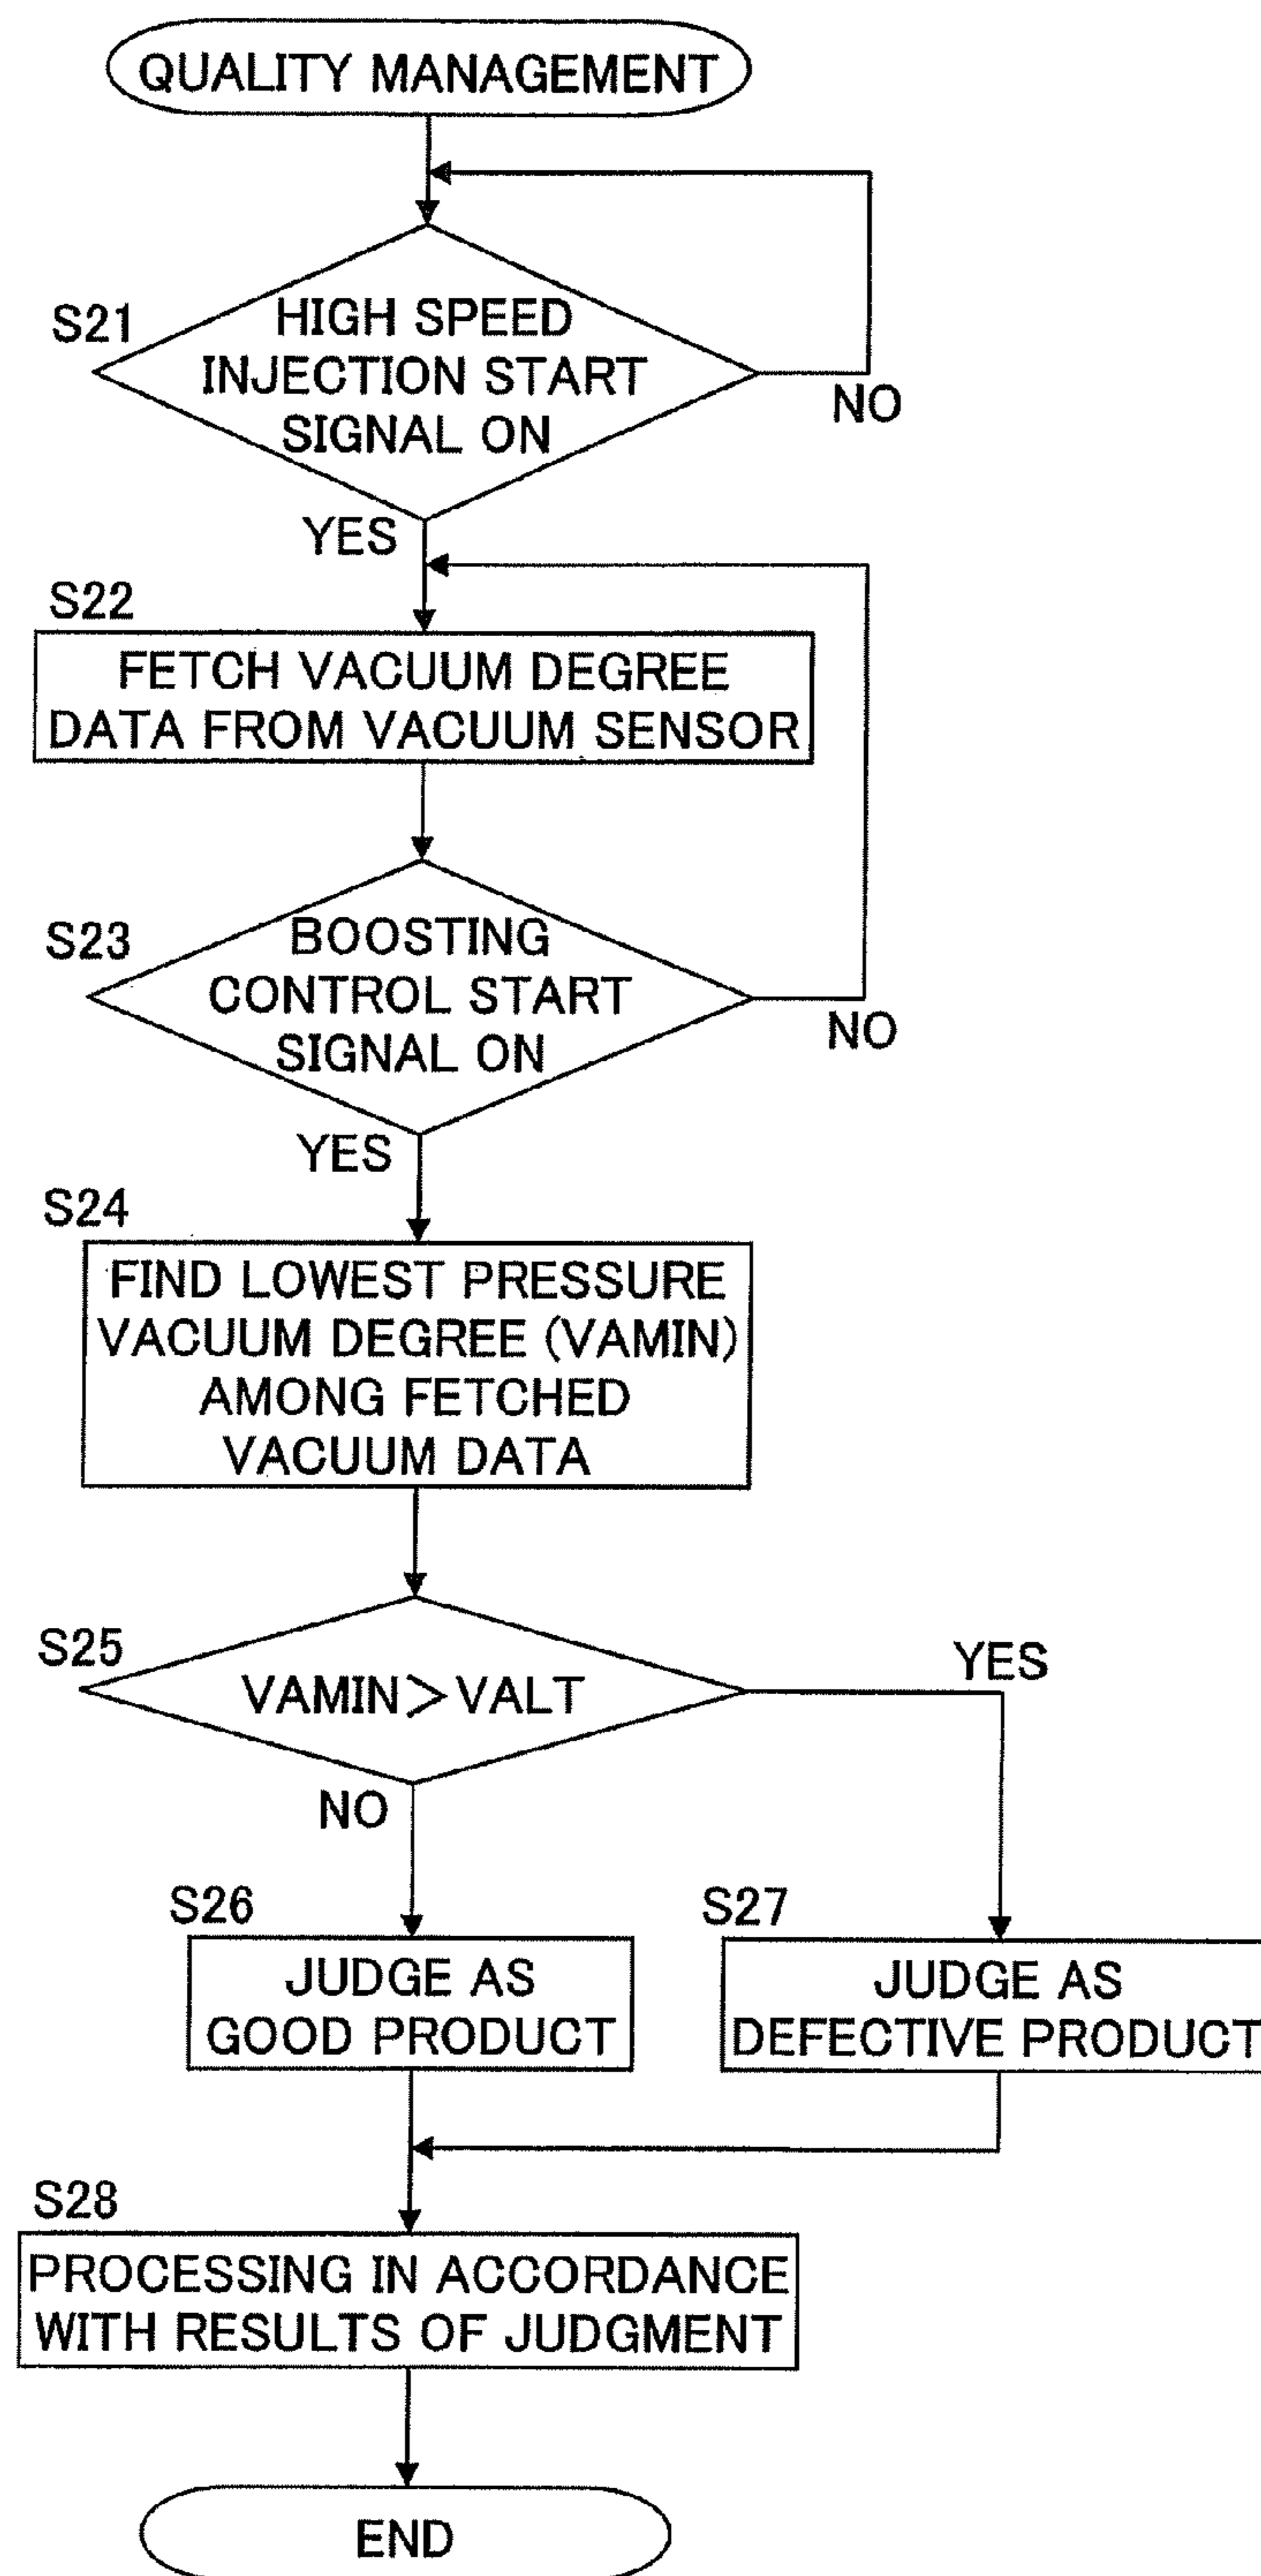 QUALITY MANAGEMENT
S21
HIGH SPEED
INJECTION START
SIGNAL ON
NO
YES
S22
FETCH VACUUM DEGREE
DATA FROM VACUUM SENSOR
S23
BOOSTING
CONTROL START
SIGNAL ON
NO
YES
S24
FIND LOWEST PRESSURE
VACUUM DEGREE (VAMIN)
AMONG FETCHED
VACUUM DATA
S25
VAMIN>VALT
YES
NO
S26
JUDGE AS
GOOD PRODUCT
S27
JUDGE AS
DEFECTIVE PRODUCT
S28
PROCESSING IN ACCORDANCE
WITH RESULTS OF JUDGMENT
END